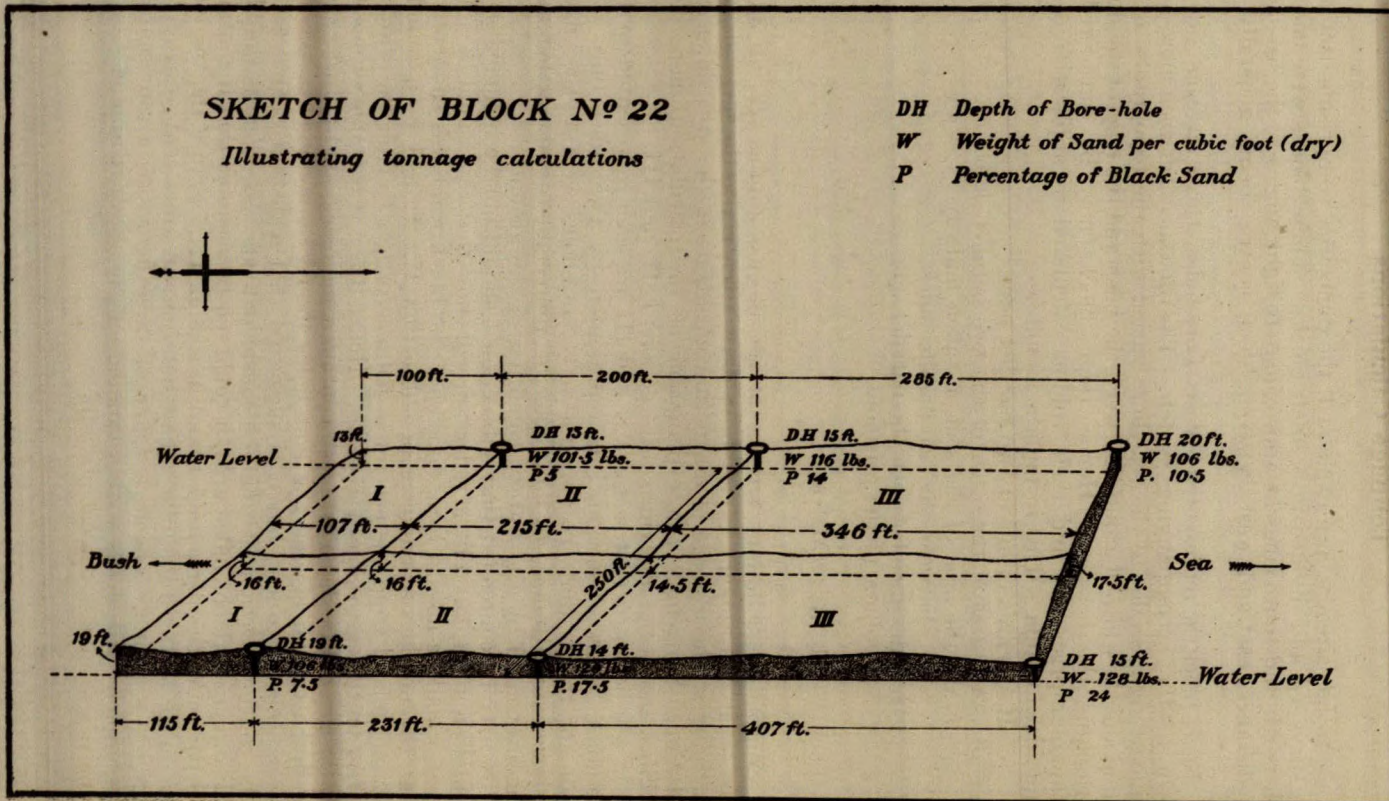 SKETCH OF BLOCK Nº 22
Illustrating tonnage calculations
DH Depth of Bore-hole
W Weight of Sand per cubic foot (dry)
P Percentage of Black Sand
100 ft.
200 ft.
285 ft.
13 ft.
DH 13 ft.
W 101·5 lbs.
P 5
DH 15 ft.
W 116 lbs.
P 14
DH 20 ft.
W 106 lbs.
P. 10·5
Water Level
I
II
III
107 ft.
215 ft.
346 ft.
Bush
Sea
16 ft.
16 ft.
250 ft.
14·5 ft.
17·5 ft.
I
II
III
19 ft.
DH 19 ft.
lbs.
P. 7·5
DH 14 ft.
P. 17·5
DH 15 ft.
W 128 lbs.
P 24
Water Level
115 ft.
231 ft.
407 ft.